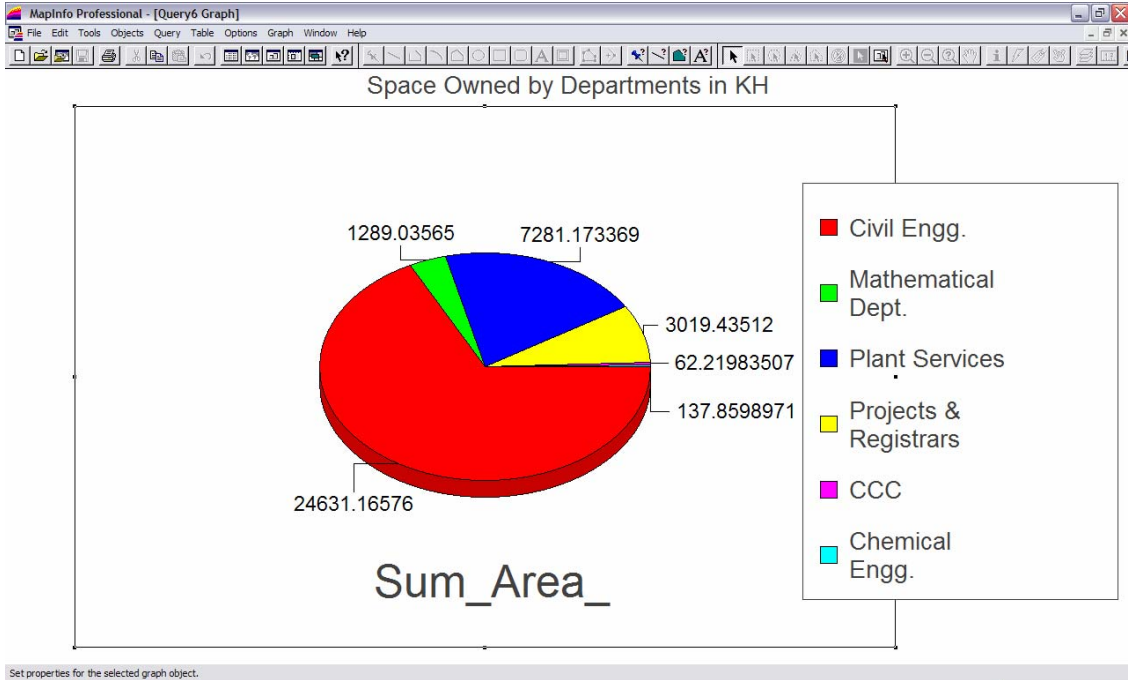 MapInfo Professional - [Query6 Graph]
File Edit Tools Objects Query Table Options Graph Window Help
Space Owned by Departments in KH
1289.03565
7281.173369
3019.43512
62.21983507
137.8598971
24631.16576
Sum_Area_
Civil Engg.
Mathematical
Dept.
Plant Services
Projects &
Registrars
CCC
Chemical
Engg.
Set properties for the selected graph object.